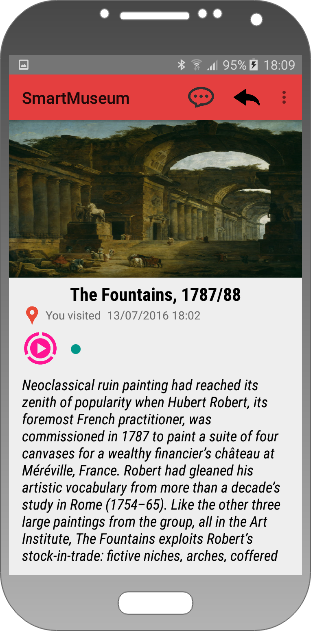 95% 18:09
SmartMuseum
The Fountains, 1787/88
You visited 13/07/2016 18:02
Neoclassical ruin painting had reached its
zenith of popularity when Hubert Robert, its
foremost French practitioner, was
commissioned in 1787 to paint a suite of four
canvases for a wealthy financier's château at
Méréville, France. Robert had gleaned his
artistic vocabulary from more than a decade's
study in Rome (1754–65). Like the other three
large paintings from the group, all in the Art
Institute, The Fountains exploits Robert's
stock-in-trade: fictive niches, arches, coffered